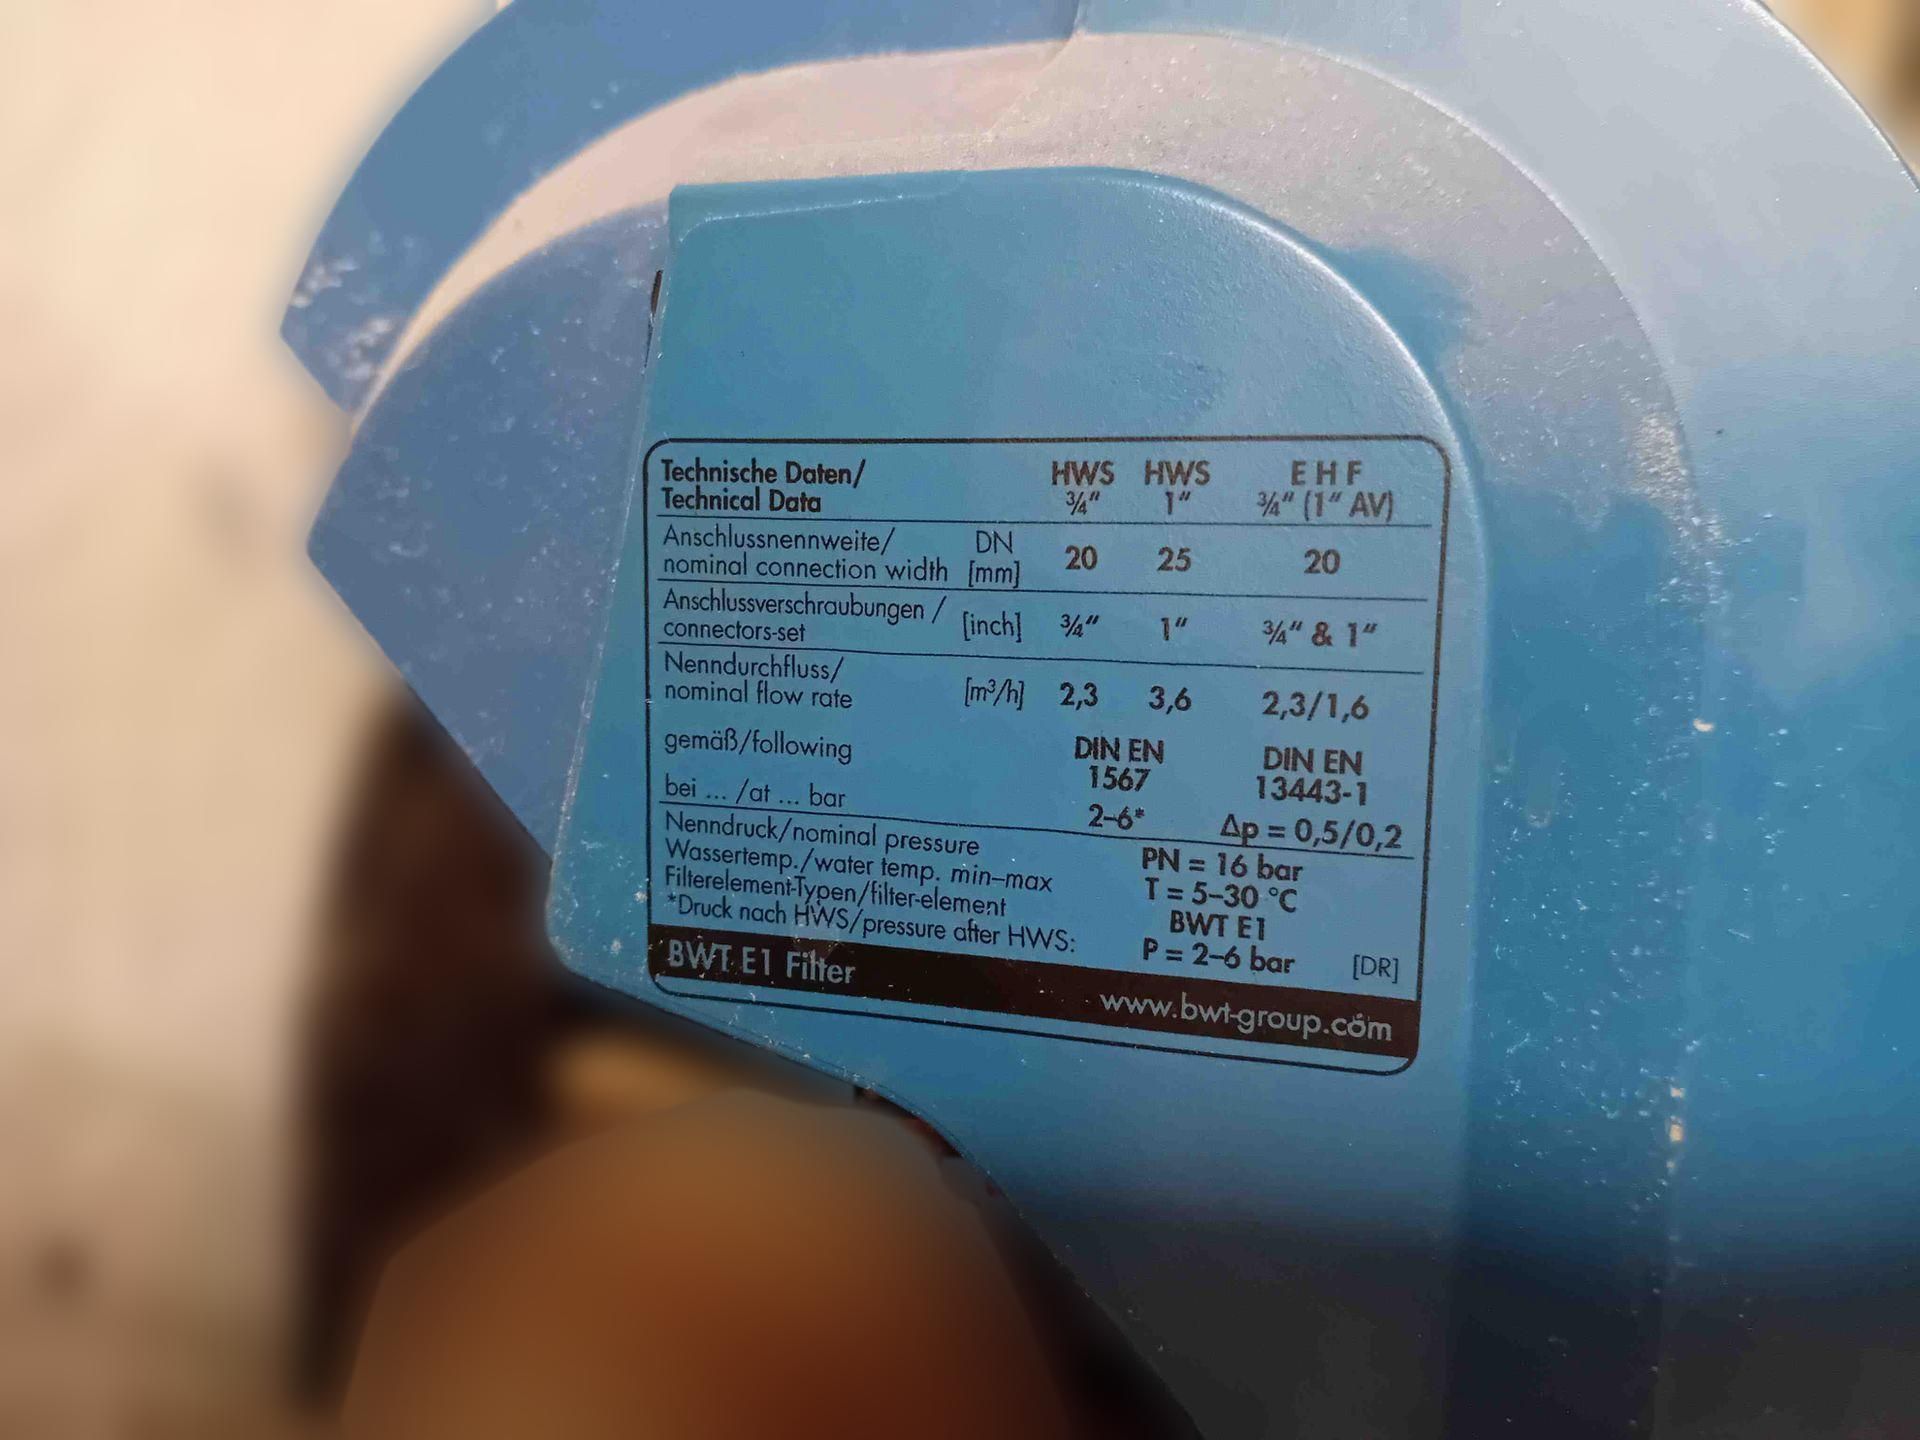 Technische Daten/ HWS HWS E H F
Technical Data ¾" 1" ¾" (1" AV)
Anschlussnennweite/ DN
nominal connection width [mm] 20 25 20
Anschlussverschraubungen /
connectors-set [inch] ¾" 1" ¾" & 1"
Nenndurchfluss/
nominal flow rate [m³/h] 2,3 3,6 2,3/1,6
gemäß/following DIN EN DIN EN
1567 13443-1
bei ... /at ... bar 2–6* Δp = 0,5/0,2
Nenndruck/nominal pressure PN = 16 bar
Wassertemp./water temp. min–max T = 5–30 °C
Filterelement-Typen/filter-element BWT E1
*Druck nach HWS/pressure after HWS: P = 2–6 bar [DR]
BWT E1 Filter www.bwt-group.com